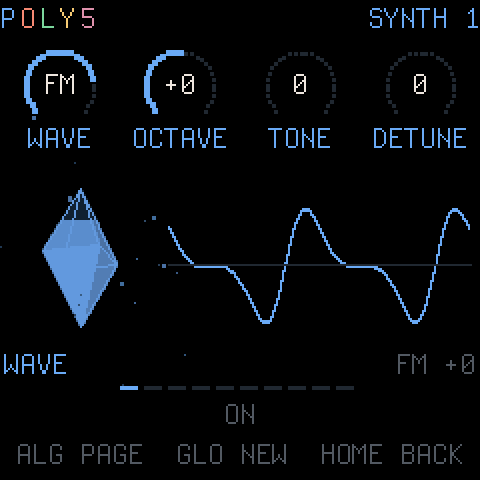 POLY5 SYNTH 1
FM +0 0 0
WAVE OCTAVE TONE DETUNE
WAVE FM +0
ON
ALG PAGE GLO NEW HOME BACK